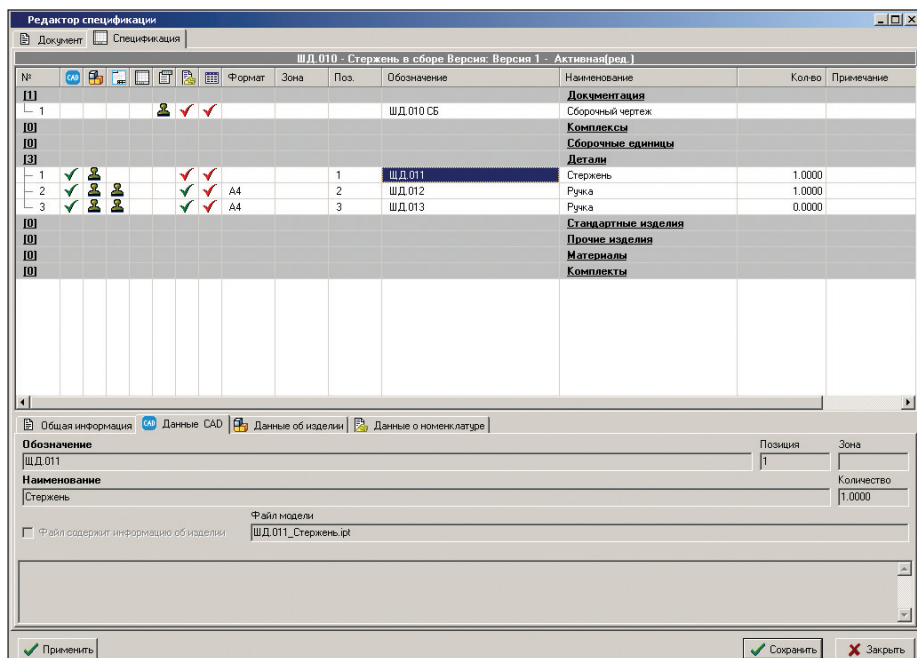 Редактор спецификации
Документ Спецификация
ШД.010 - Стержень в сборе Версия: Версия 1 - Активная(ред.)
№ CAD Формат Зона Поз. Обозначение Наименование Кол-во Примечание
[1] Документация
1 ШД.010 СБ Сборочный чертеж
[0] Комплексы
[0] Сборочные единицы
[3] Детали
1 1 ШД.011 Стержень 1.0000
2 А4 2 ШД.012 Ручка 1.0000
3 А4 3 ШД.013 Ручка 0.0000
[0] Стандартные изделия
[0] Прочие изделия
[0] Материалы
[0] Комплекты
Общая информация CAD Данные CAD Данные об изделии Данные о номенклатуре
Обозначение Позиция Зона
ШД.011 1
Наименование Количество
Стержень 1.0000
Файл модели
Файл содержит информацию об изделии ШД.011_Стержень.ipt
Применить Сохранить Закрыть